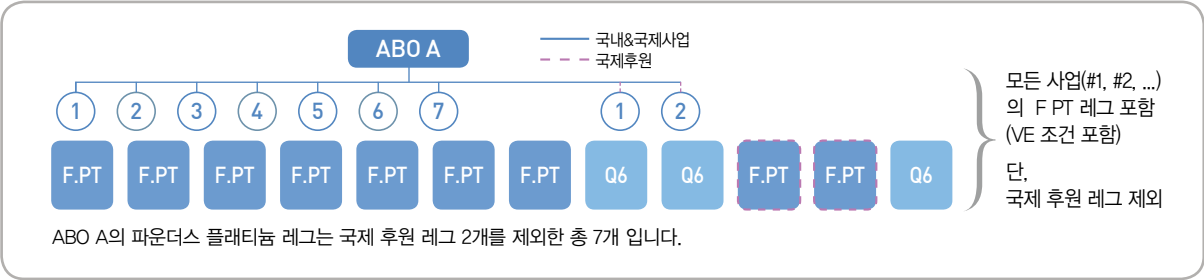 ABO A
국내&국제사업
국제후원
1 2 3 4 5 6 7 1 2
F.PT F.PT F.PT F.PT F.PT F.PT F.PT Q6 Q6 F.PT F.PT Q6
모든 사업(#1, #2, ...)
의 F PT 레그 포함
(VE 조건 포함)
단,
국제 후원 레그 제외
ABO A의 파운더스 플래티늄 레그는 국제 후원 레그 2개를 제외한 총 7개 입니다.